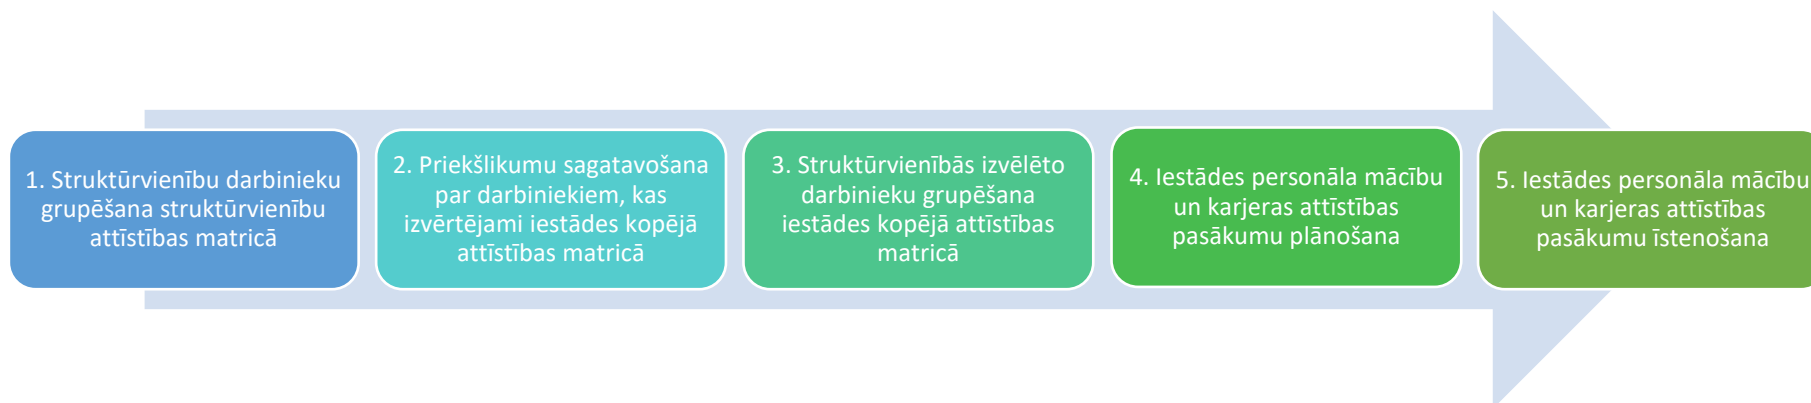 1. Struktūrvienību darbinieku
grupēšana struktūrvienību
attīstības matricā
2. Priekšlikumu sagatavošana
par darbiniekiem, kas
izvērtējami iestādes kopējā
attīstības matricā
3. Struktūrvienībās izvēlēto
darbinieku grupēšana
iestādes kopējā attīstības
matricā
4. Iestādes personāla mācību
un karjeras attīstības
pasākumu plānošana
5. Iestādes personāla mācību
un karjeras attīstības
pasākumu īstenošana